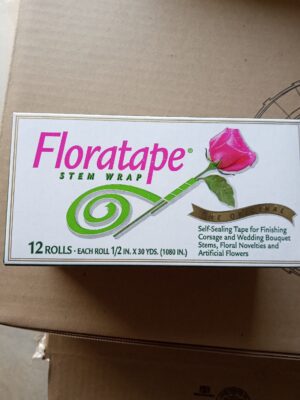 Floratape®
STEM WRAP
THE ORIGINAL
12 ROLLS - EACH ROLL 1/2 IN. X 30 YDS. (1080 IN.)
Self-Sealing Tape for Finishing
Corsage and Wedding Bouquet
Stems, Floral Novelties and
Artificial Flowers